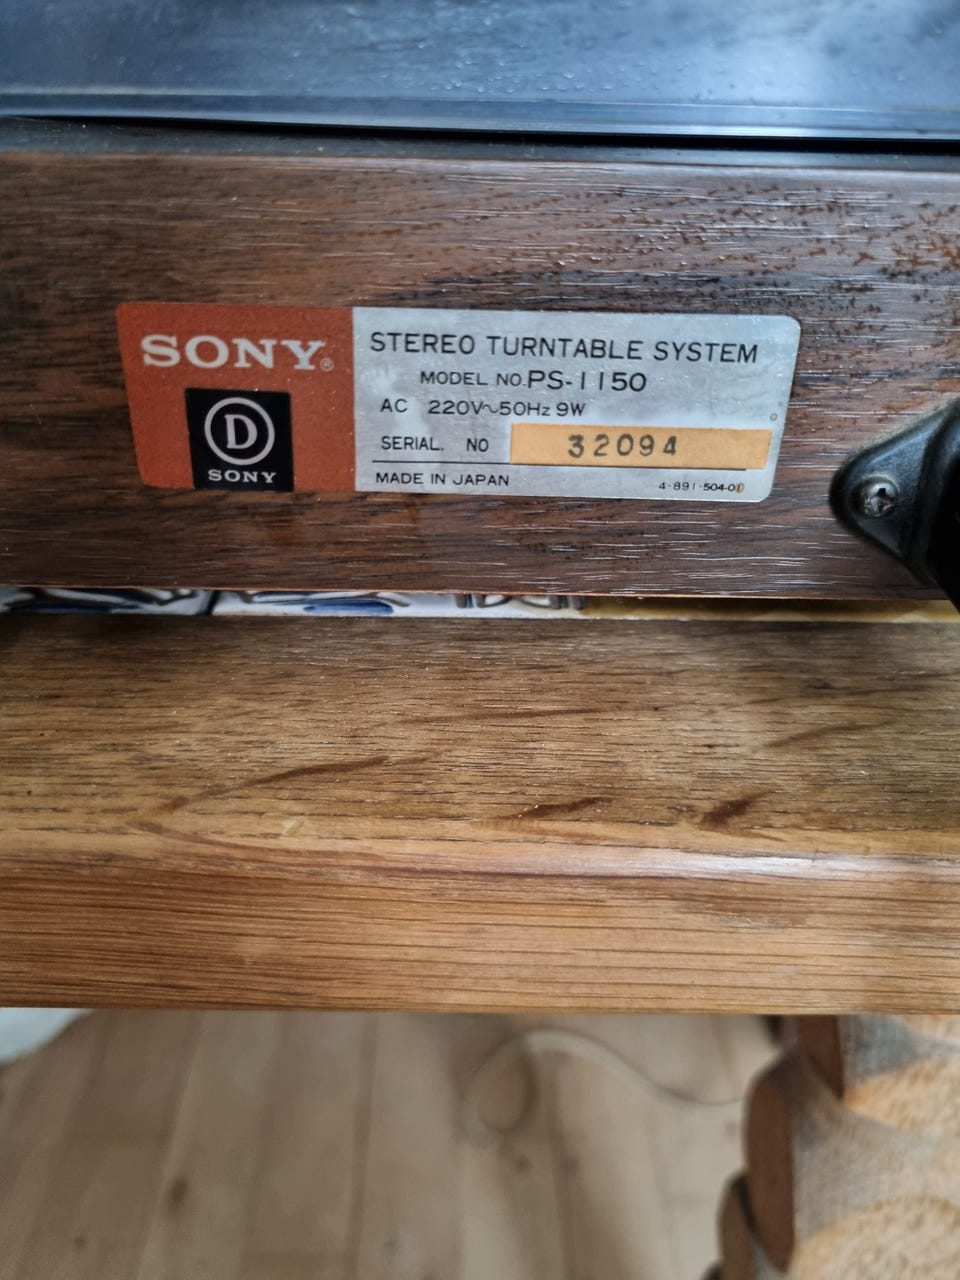 SONY®
D
SONY
STEREO TURNTABLE SYSTEM
MODEL NO. PS-1150
AC 220V~50Hz 9W
SERIAL. NO 32094
MADE IN JAPAN
4-891-504-01